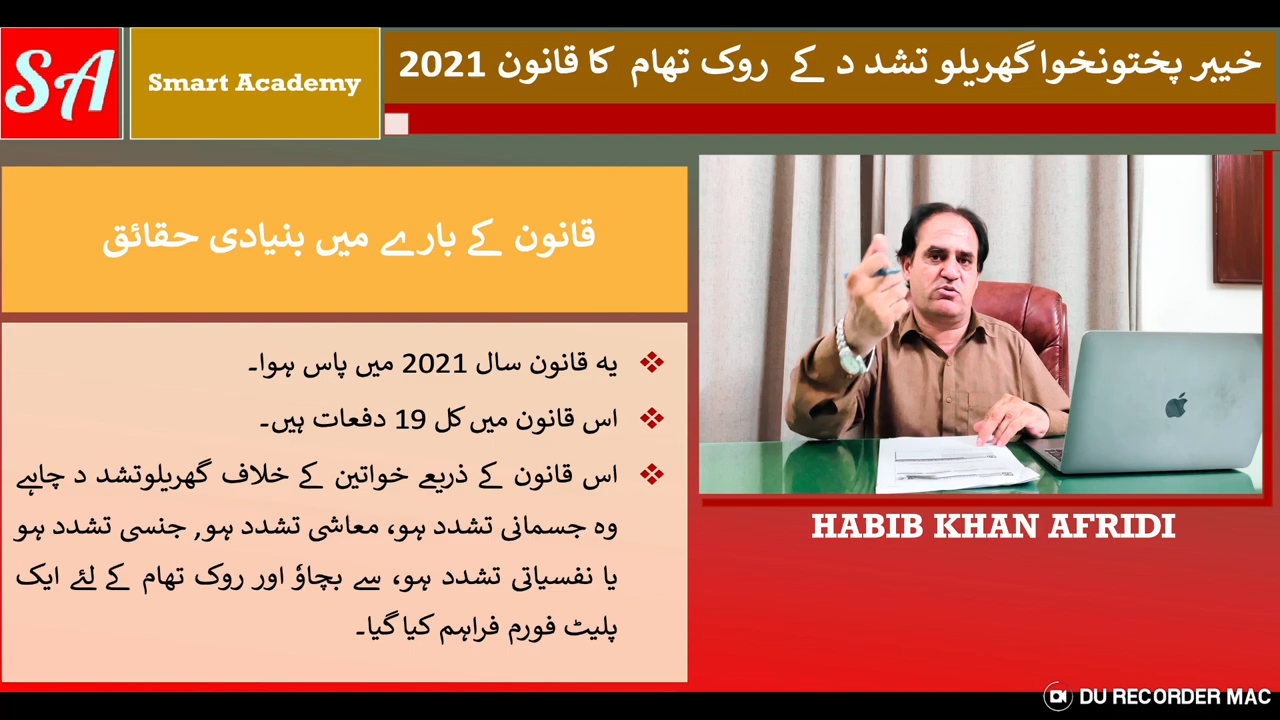 SA
Smart Academy
خیبر پختونخوا گھریلو تشد د کے روک تھام کا قانون 2021
قانون کے بارے میں بنیادی حقائق
یہ قانون سال 2021 میں پاس ہوا۔
اس قانون میں کل 19 دفعات ہیں۔
اس قانون کے ذریعے خواتین کے خلاف گھریلوتشد د چاہے
وہ جسمانی تشدد ہو، معاشی تشدد ہو, جنسی تشدد ہو
یا نفسیاتی تشدد ہو، سے بچاؤ اور روک تھام کے لئے ایک
پلیٹ فورم فراہم کیا گیا۔
HABIB KHAN AFRIDI
DU RECORDER MAC